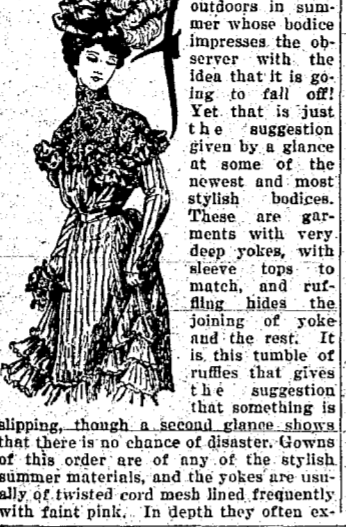 outdoors in sum-
mer whose bodice
impresses the ob-
server with the
idea that it is go-
ing to fall off!
Yet that is just
the suggestion
given by a glance
at some of the
newest and most
stylish bodices.
These are gar-
ments with very
deep yokes, with
sleeve tops to
match, and ruf-
fling hides the
joining of yoke
and the rest. It
is this tumble of
ruffles that gives
the suggestion
that something is
slipping, though a second glance shows
that there is no chance of disaster. Gowns
of this order are of any of the stylish
summer materials, and the yokes are usu-
ally of twisted cord mesh lined frequently
with faint pink. In depth they often ex-